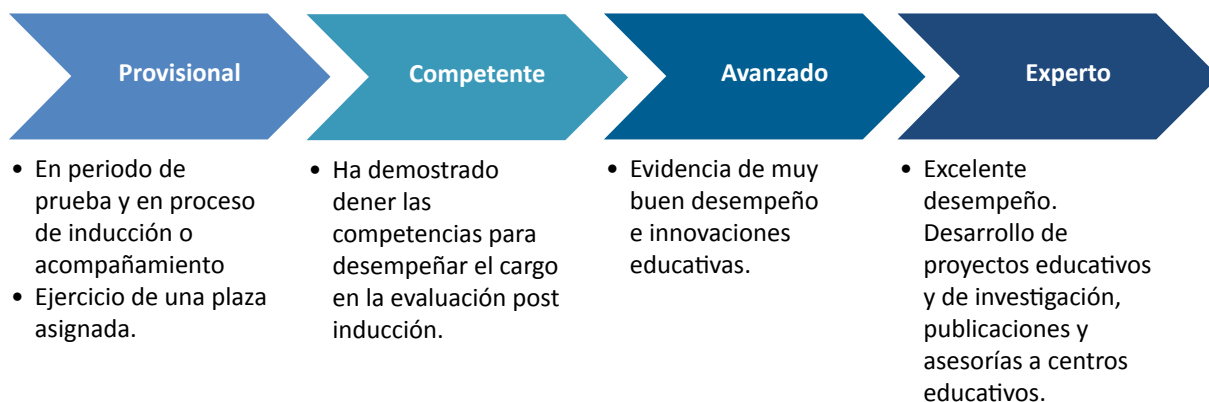 Provisional
• En periodo de
prueba y en proceso
de inducción o
acompañamiento
• Ejercicio de una plaza
asignada.
Competente
• Ha demostrado
dener las
competencias para
desempeñar el cargo
en la evaluación post
inducción.
Avanzado
• Evidencia de muy
buen desempeño
e innovaciones
educativas.
Experto
• Excelente
desempeño.
Desarrollo de
proyectos educativos
y de investigación,
publicaciones y
asesorías a centros
educativos.